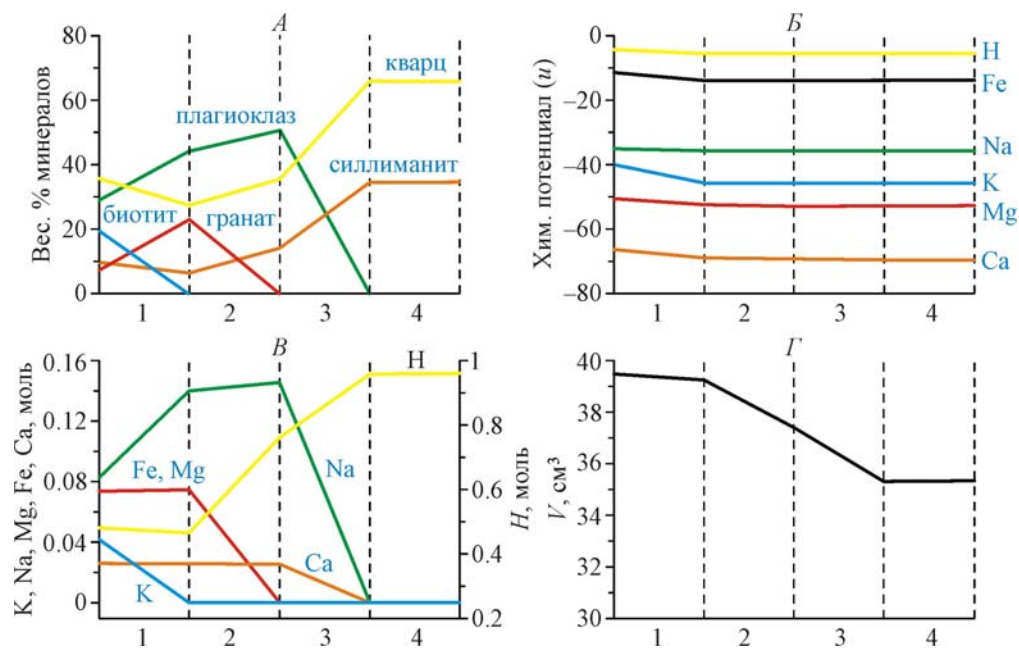 А
Вес. % минералов
80
60
40
20
0
кварц
плагиоклаз
силлиманит
биотит
гранат
1 2 3 4
Б
Хим. потенциал (и)
0
–20
–40
–60
–80
H
Fe
Na
K
Mg
Ca
1 2 3 4
В
K, Na, Mg, Fe, Ca, моль
0.16
0.12
0.08
0.04
0
H
Fe, Mg
Na
Ca
K
1
0.8
0.6
0.4
0.2
H, моль
1 2 3 4
Г
V, см³
40
38
36
34
32
30
1 2 3 4